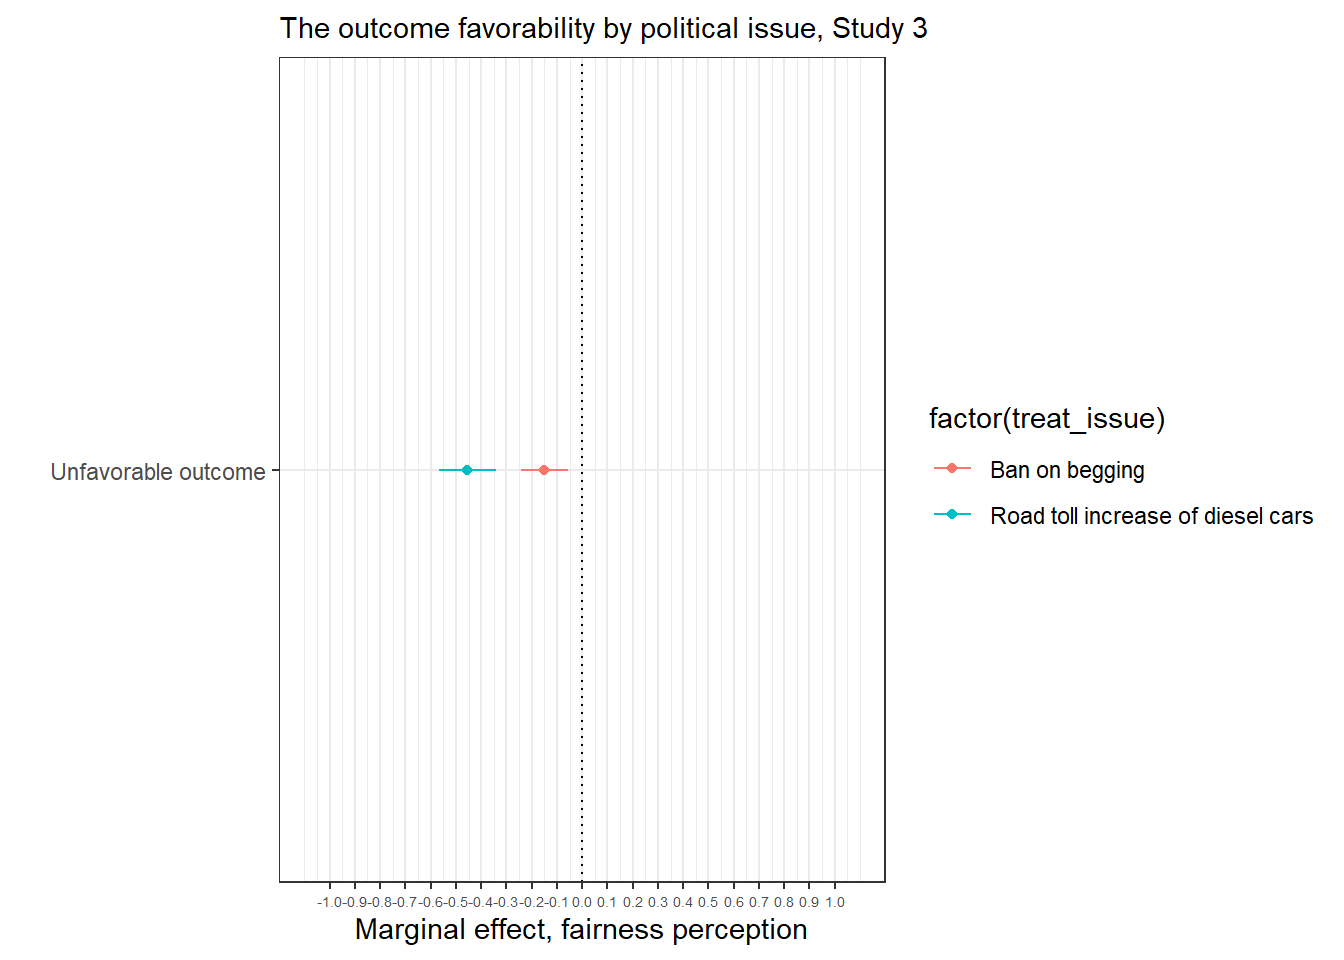 The outcome favorability by political issue, Study 3
Unfavorable outcome
factor(treat_issue)
Ban on begging
Road toll increase of diesel cars
-1.0 -0.9 -0.8 -0.7 -0.6 -0.5 -0.4 -0.3 -0.2 -0.1 0.0 0.1 0.2 0.3 0.4 0.5 0.6 0.7 0.8 0.9 1.0
Marginal effect, fairness perception